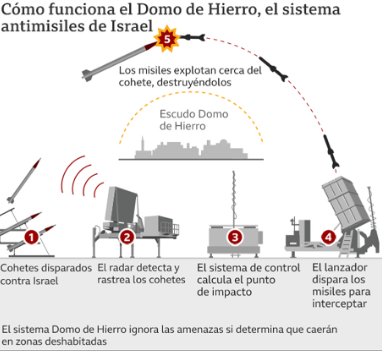 Cómo funciona el Domo de Hierro, el sistema
antimisiles de Israel
5
Los misiles explotan cerca del
cohete, destruyéndolos
Escudo Domo
de Hierro
1
2
3
4
Cohetes disparados
contra Israel
El radar detecta y
rastrea los cohetes
El sistema de control
calcula el punto
de impacto
El lanzador
dispara los
misiles para
interceptar
El sistema Domo de Hierro ignora las amenazas si determina que caerán
en zonas deshabitadas